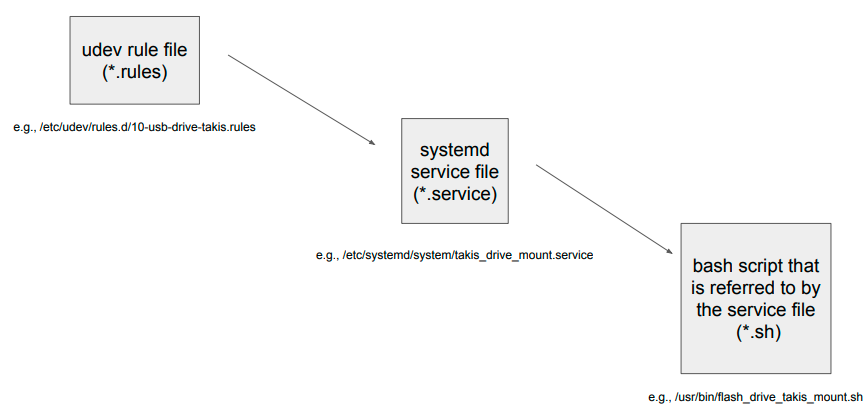 udev rule file
(*.rules)
e.g., /etc/udev/rules.d/10-usb-drive-takis.rules
systemd
service file
(*.service)
e.g., /etc/systemd/system/takis_drive_mount.service
bash script that
is referred to by
the service file
(*.sh)
e.g., /usr/bin/flash_drive_takis_mount.sh